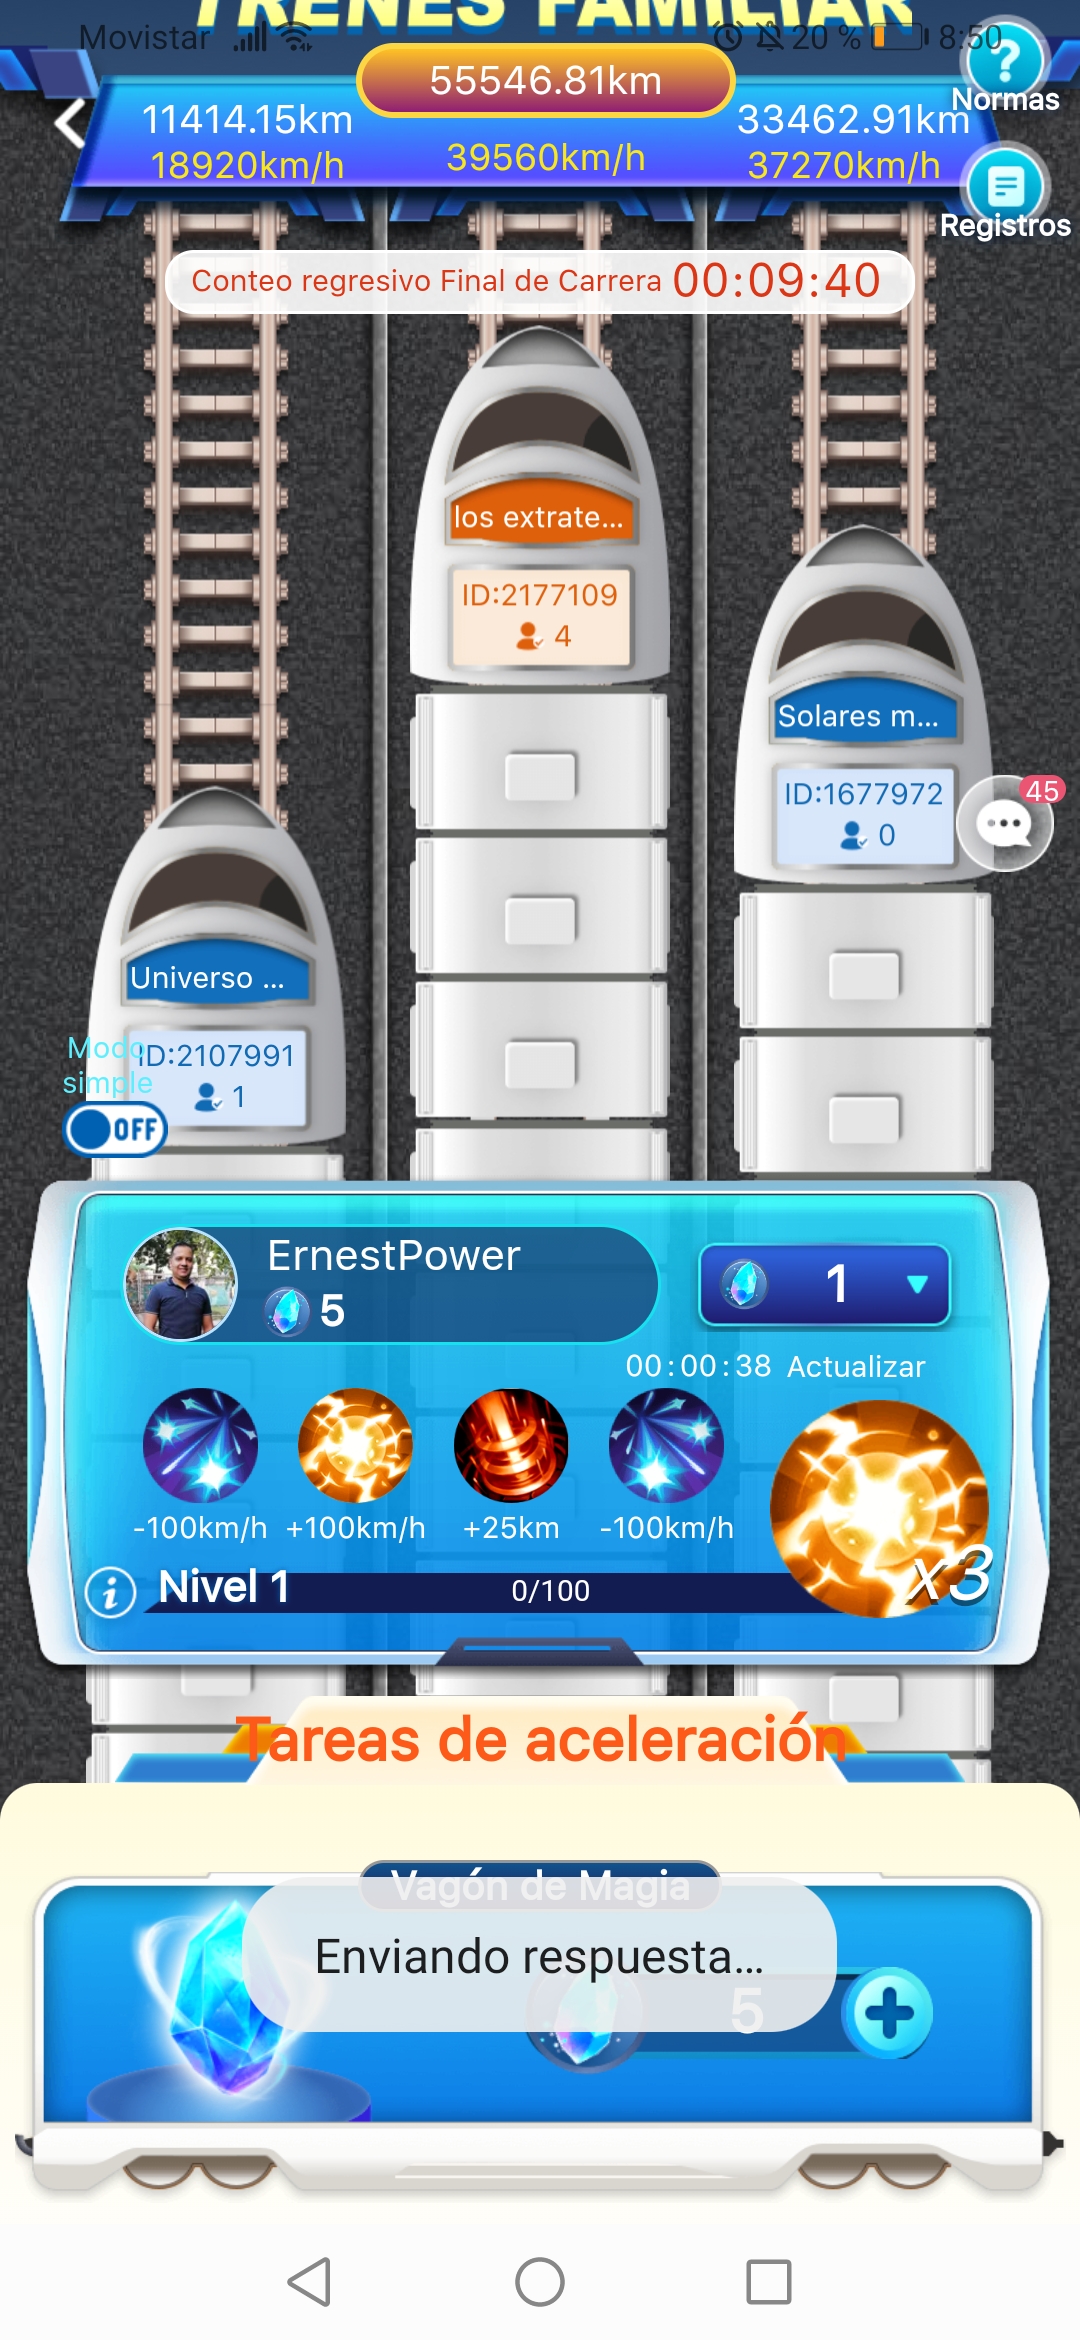 TRENES FAMILIAR
Movistar
20 %
8:50
55546.81km
11414.15km
18920km/h
39560km/h
33462.91km
37270km/h
Normas
Registros
Conteo regresivo Final de Carrera 00:09:40
los extrate...
ID:2177109
4
Solares m...
ID:1677972
0
45
Universo ...
ID:2107991
1
Modo
simple
OFF
ErnestPower
5
1
00:00:38 Actualizar
-100km/h
+100km/h
+25km
-100km/h
x3
Nivel 1
0/100
Tareas de aceleración
Vagón de Magia
Enviando respuesta...
5